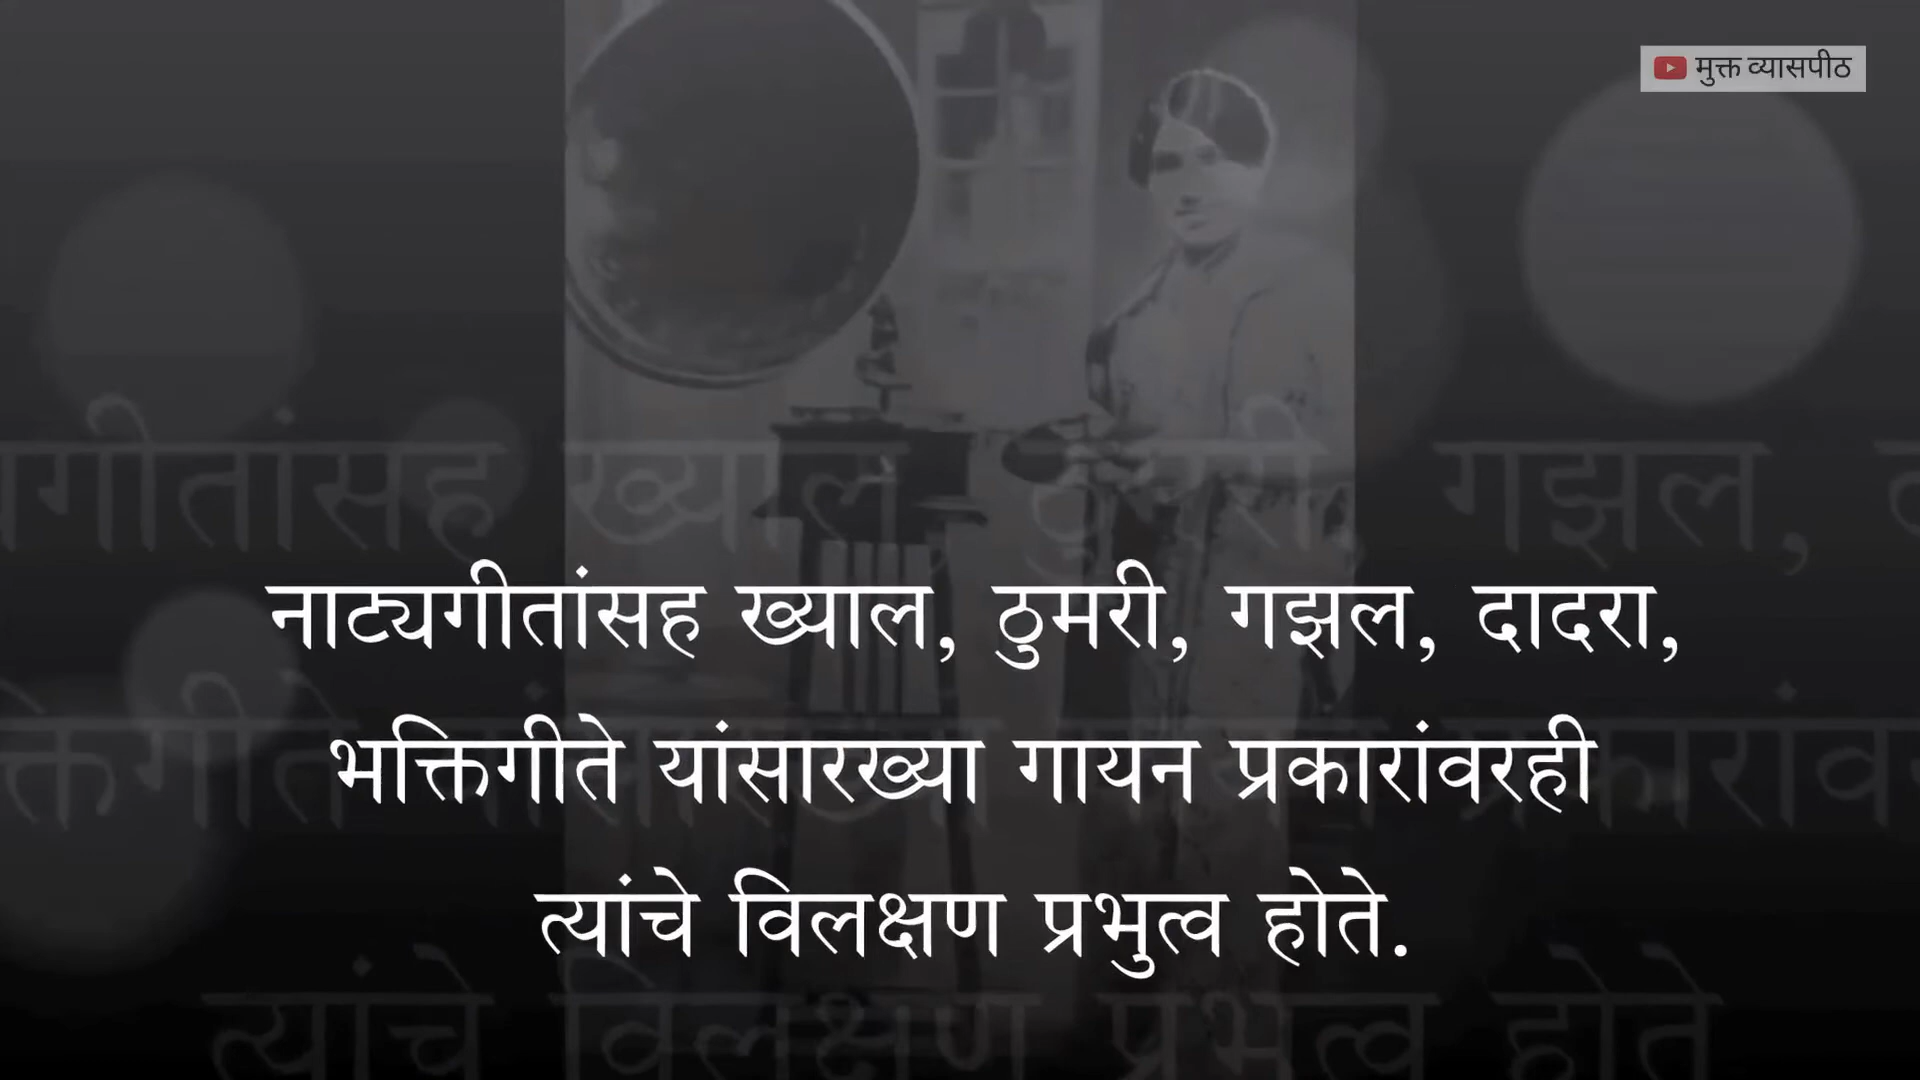 मुक्त व्यासपीठ
नाट्यगीतांसह ख्याल, ठुमरी, गझल, दादरा,
भक्तिगीते यांसारख्या गायन प्रकारांवरही
त्यांचे विलक्षण प्रभुत्व होते.